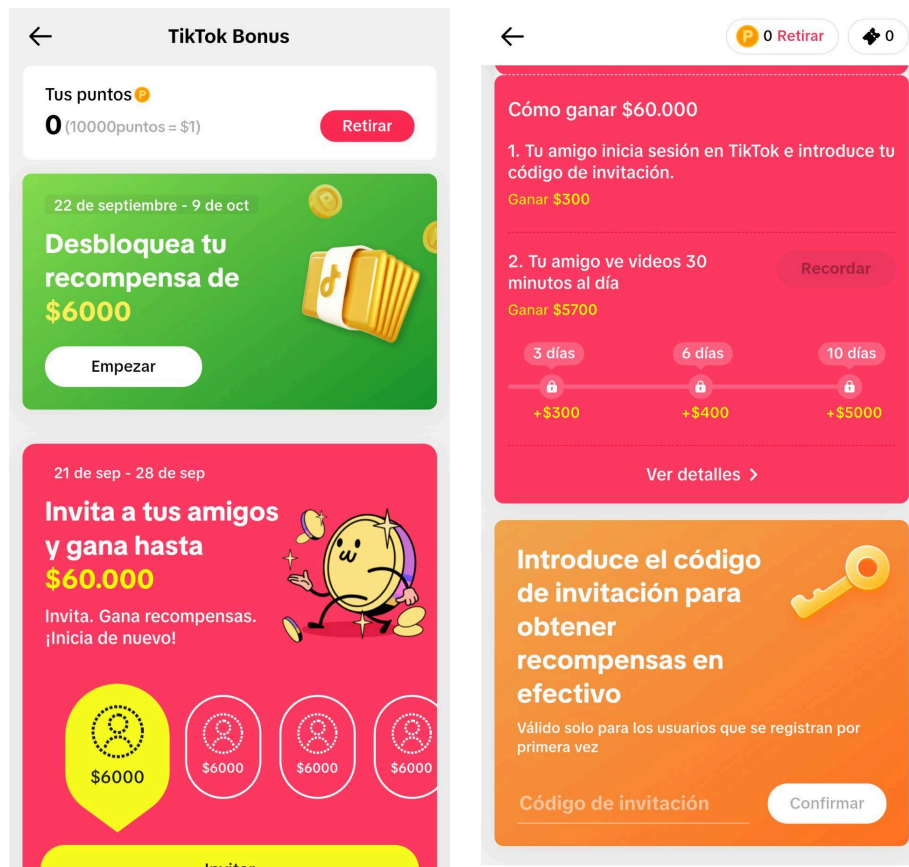 TikTok Bonus
Tus puntos
0 (10000puntos = $1)
Retirar
22 de septiembre - 9 de oct
Desbloquea tu
recompensa de
$6000
Empezar
21 de sep - 28 de sep
Invita a tus amigos
y gana hasta
$60.000
Invita. Gana recompensas.
¡Inicia de nuevo!
$6000
$6000
$6000
$6000
P 0 Retirar
0
Cómo ganar $60.000
1. Tu amigo inicia sesión en TikTok e introduce tu
código de invitación.
Ganar $300
2. Tu amigo ve videos 30
minutos al día
Recordar
Ganar $5700
3 días
6 días
10 días
+$300
+$400
+$5000
Ver detalles >
Introduce el código
de invitación para
obtener
recompensas en
efectivo
Válido solo para los usuarios que se registran por
primera vez
Código de invitación
Confirmar